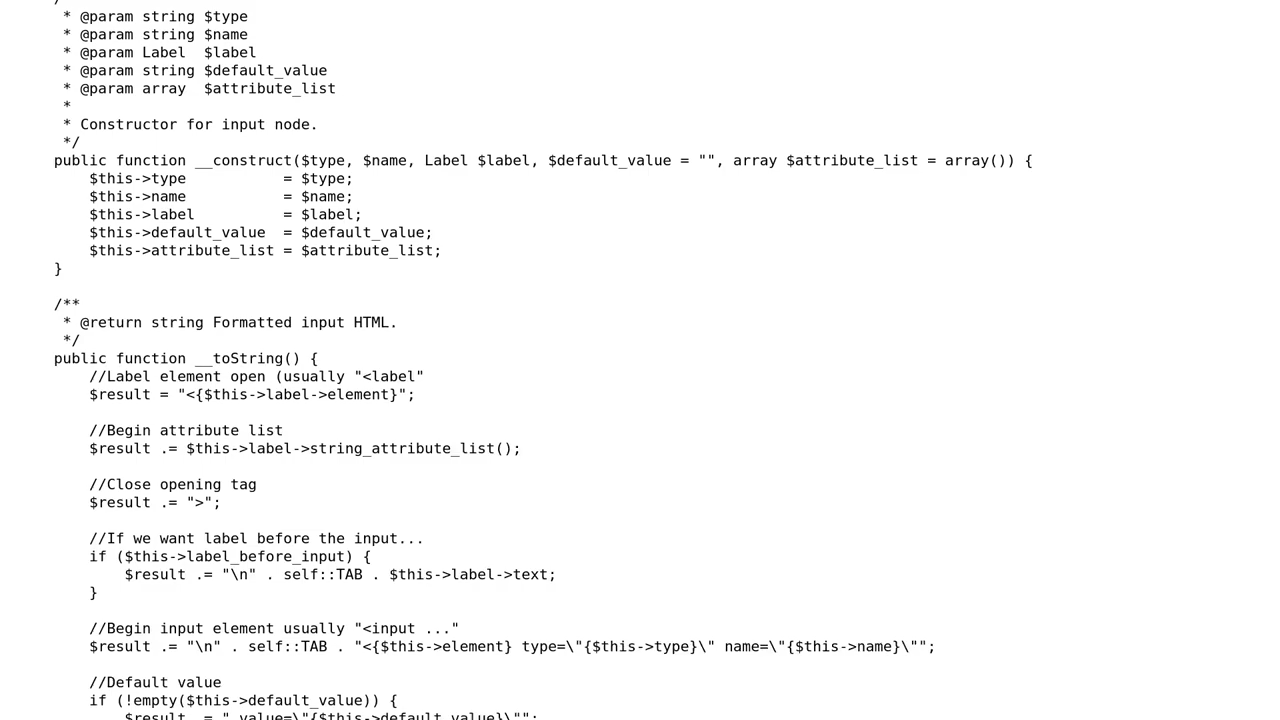 /
 * @param string $type
 * @param string $name
 * @param Label  $label
 * @param string $default_value
 * @param array  $attribute_list
 *
 * Constructor for input node.
 */
public function __construct($type, $name, Label $label, $default_value = "", array $attribute_list = array()) {
    $this->type           = $type;
    $this->name           = $name;
    $this->label          = $label;
    $this->default_value  = $default_value;
    $this->attribute_list = $attribute_list;
}

/**
 * @return string Formatted input HTML.
 */
public function __toString() {
    //Label element open (usually "<label"
    $result = "<{$this->label->element}";

    //Begin attribute list
    $result .= $this->label->string_attribute_list();

    //Close opening tag
    $result .= ">";

    //If we want label before the input...
    if ($this->label_before_input) {
        $result .= "\n" . self::TAB . $this->label->text;
    }

    //Begin input element usually "<input ..."
    $result .= "\n" . self::TAB . "<{$this->element} type=\"{$this->type}\" name=\"{$this->name}\"";

    //Default value
    if (!empty($this->default_value)) {
        $result .= " value=\"{$this->default_value}\"";